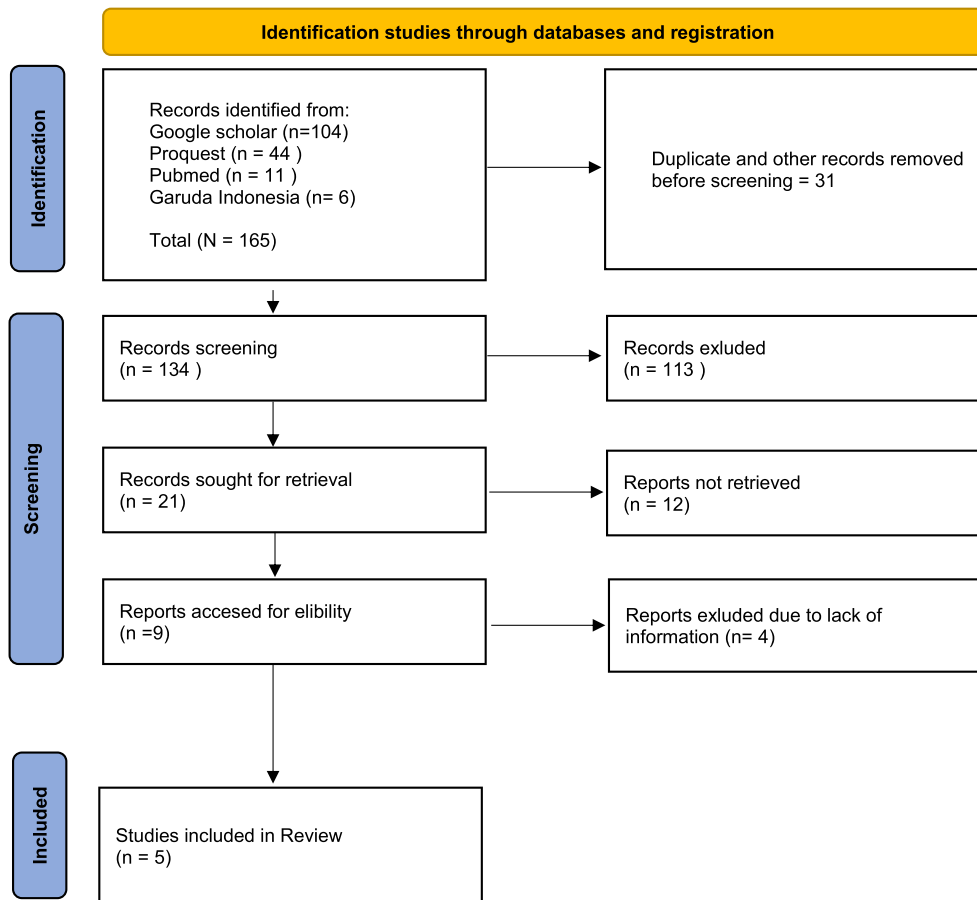 Identification studies through databases and registration
Identification
Records identified from:
Google scholar (n=104)
Proquest (n = 44 )
Pubmed (n = 11 )
Garuda Indonesia (n= 6)
Total (N = 165)
Duplicate and other records removed
before screening = 31
Screening
Records screening
(n = 134 )
Records exluded
(n = 113 )
Records sought for retrieval
(n = 21)
Reports not retrieved
(n = 12)
Reports accesed for elibility
(n =9)
Reports exluded due to lack of
information (n= 4)
Included
Studies included in Review
(n = 5)